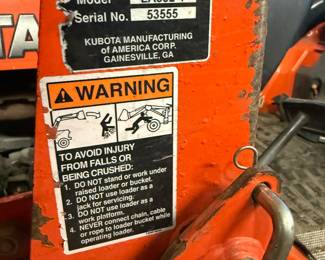 Model
Serial No. 53555
KUBOTA MANUFACTURING
of AMERICA CORP.
GAINESVILLE, GA
TA
WARNING
TO AVOID INJURY
FROM FALLS OR
BEING CRUSHED:
1. DO NOT stand or work under
raised loader or bucket.
2. DO NOT use loader as a
jack for servicing.
3. DO NOT use loader as a
work platform.
4. NEVER connect chain, cable
or rope to loader bucket while
operating loader.